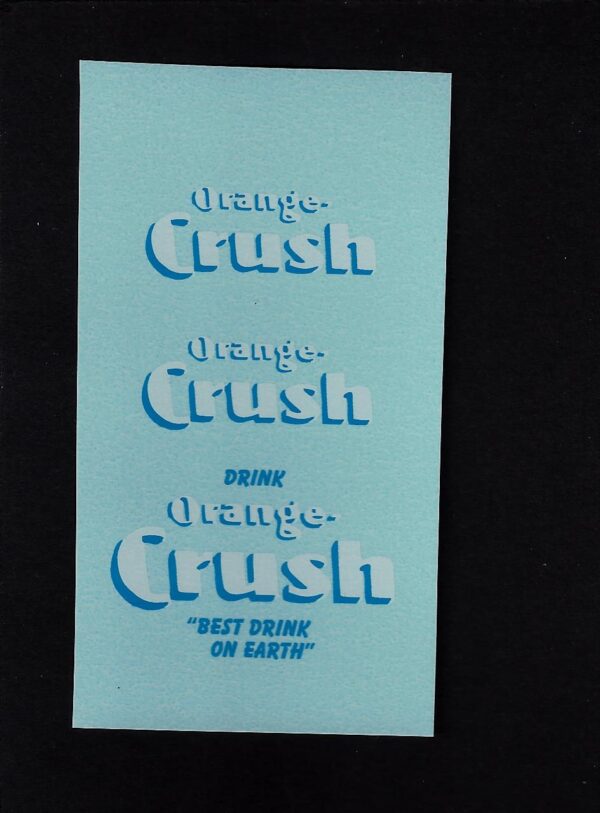 Orange-
Crush
Orange-
Crush
DRINK
Orange-
Crush
"BEST DRINK
ON EARTH"